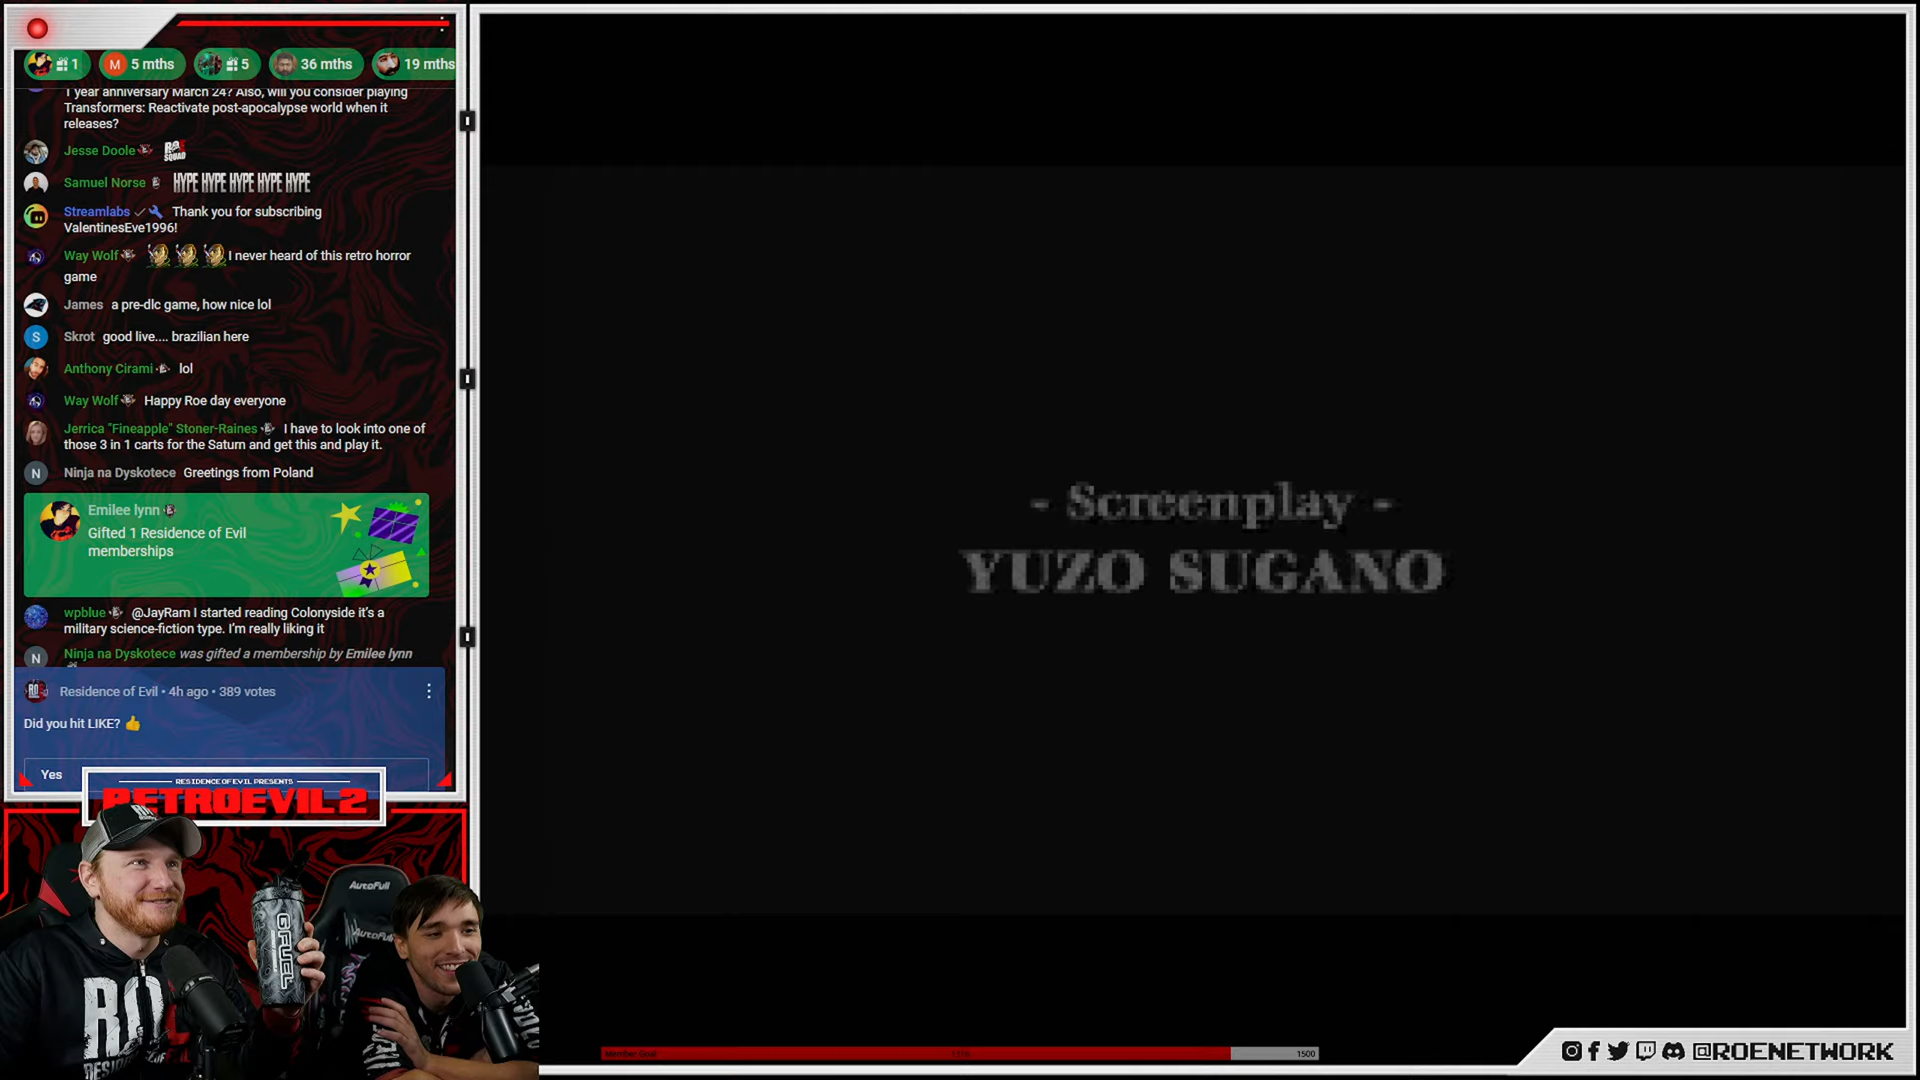 1
5 mths
5
36 mths
19 mths
1 year anniversary March 24? Also, will you consider playing
Transformers: Reactivate post-apocalypse world when it
releases?
Jesse Doole ROE SQUAD
Samuel Norse HYPE HYPE HYPE HYPE HYPE
Streamlabs Thank you for subscribing
ValentinesEve1996!
Way Wolf I never heard of this retro horror
game
James a pre-dlc game, how nice lol
Skrot good live.... brazilian here
Anthony Cirami lol
Way Wolf Happy Roe day everyone
Jerrica "Fineapple" Stoner-Raines I have to look into one of
those 3 in 1 carts for the Saturn and get this and play it.
Ninja na Dyskotece Greetings from Poland
Emilee lynn
Gifted 1 Residence of Evil
memberships
wpblue @JayRam I started reading Colonyside it's a
military science-fiction type. I'm really liking it
Ninja na Dyskotece was gifted a membership by Emilee lynn
Residence of Evil • 4h ago • 389 votes
Did you hit LIKE? 👍
Yes
RESIDENCE OF EVIL PRESENTS
RETROEVIL 2
AutoFull
AutoFull
G FUEL
- Screenplay -
YUZO SUGANO
Member Goal
1500
@ROENETWORK